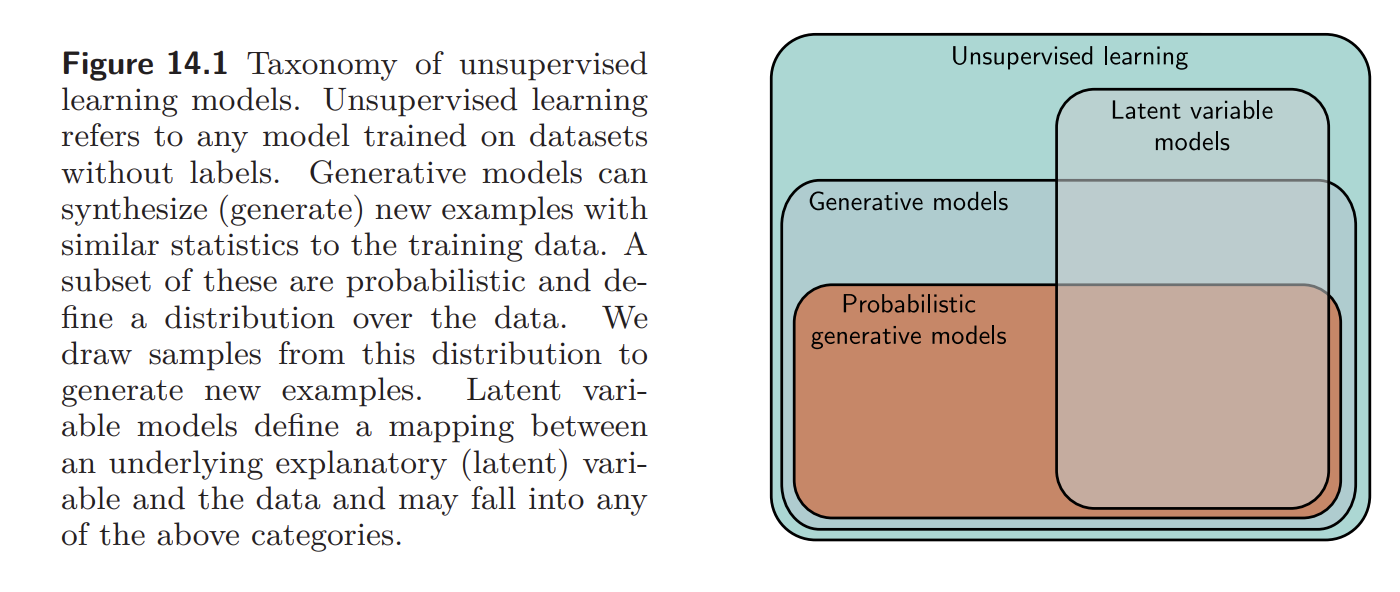 Figure 14.1 Taxonomy of unsupervised
learning models. Unsupervised learning
refers to any model trained on datasets
without labels. Generative models can
synthesize (generate) new examples with
similar statistics to the training data. A
subset of these are probabilistic and de-
fine a distribution over the data. We
draw samples from this distribution to
generate new examples. Latent vari-
able models define a mapping between
an underlying explanatory (latent) vari-
able and the data and may fall into any
of the above categories.
Unsupervised learning
Latent variable
models
Generative models
Probabilistic
generative models